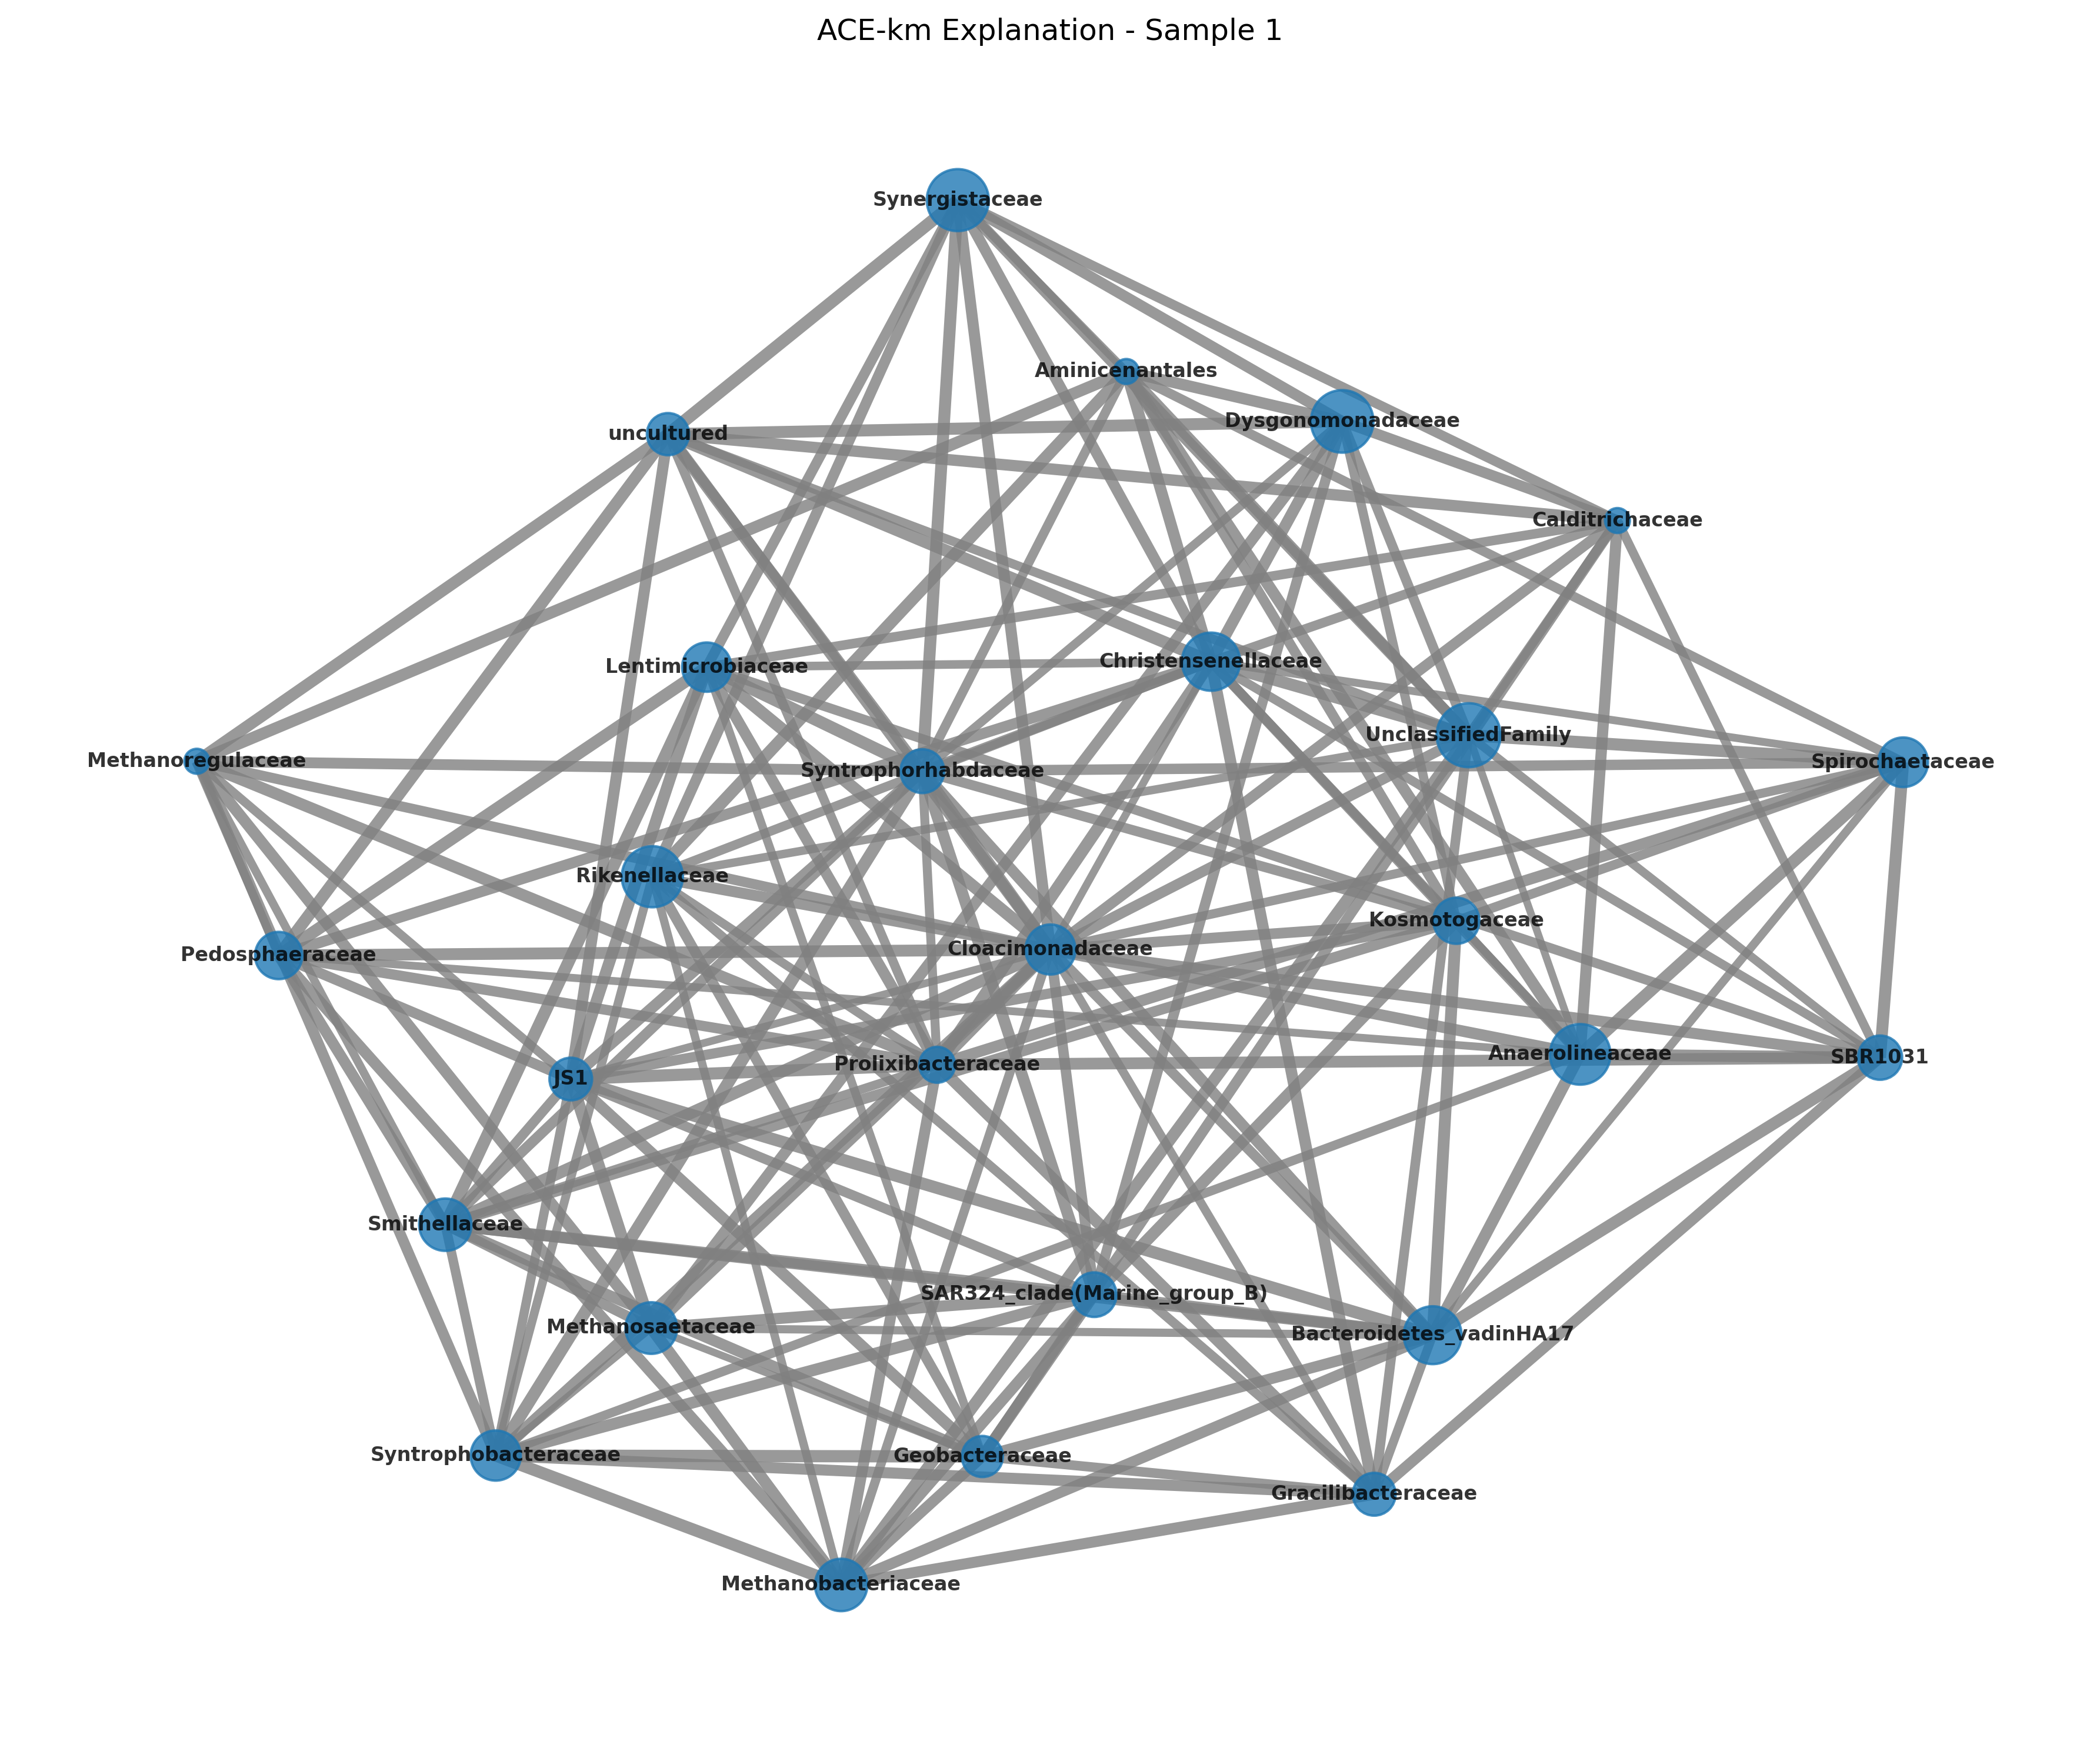 ACE-km Explanation - Sample 1
Synergistaceae
Aminicenantales
Dysgonomonadaceae
uncultured
Calditrichaceae
Lentimicrobiaceae
Christensenellaceae
UnclassifiedFamily
Methanoregulaceae
Syntrophorhabdaceae
Spirochaetaceae
Rikenellaceae
Kosmotogaceae
Pedosphaeraceae
Cloacimonadaceae
Anaerolineaceae
SBR1031
Prolixibacteraceae
JS1
Smithellaceae
SAR324_clade(Marine_group_B)
Methanosaetaceae
Bacteroidetes_vadinHA17
Syntrophobacteraceae
Geobacteraceae
Gracilibacteraceae
Methanobacteriaceae